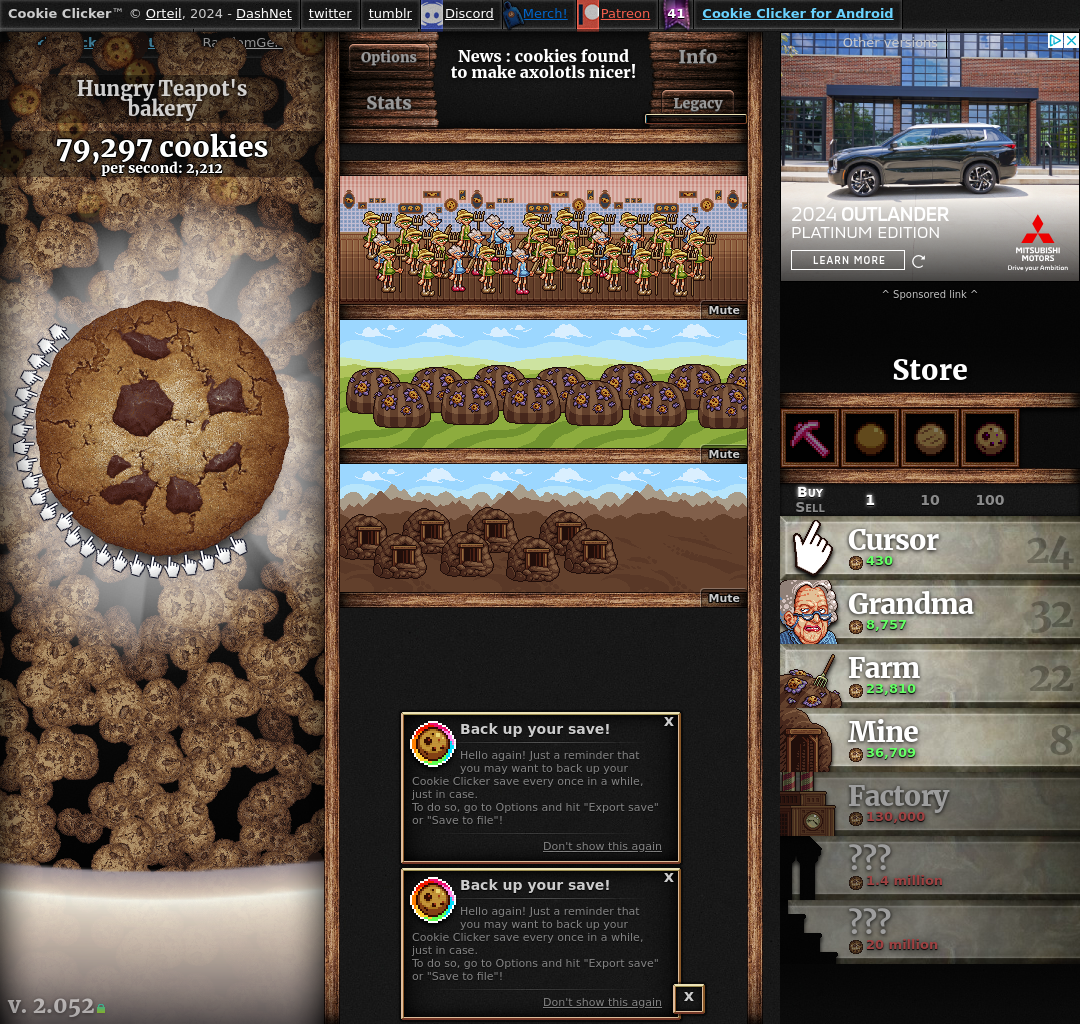 Cookie Clicker™ © Orteil, 2024 - DashNet
twitter
tumblr
Discord
Merch!
Patreon
41
Cookie Clicker for Android
Other versions
Hungry Teapot's
bakery
79,297 cookies
per second: 2,212
v. 2.052
Options
Stats
News : cookies found
to make axolotls nicer!
Info
Legacy
Mute
Mute
Mute
Back up your save!
X
Hello again! Just a reminder that
you may want to back up your
Cookie Clicker save every once in a while,
just in case.
To do so, go to Options and hit "Export save"
or "Save to file"!
Don't show this again
Back up your save!
X
Hello again! Just a reminder that
you may want to back up your
Cookie Clicker save every once in a while,
just in case.
To do so, go to Options and hit "Export save"
or "Save to file"!
Don't show this again
X
2024 OUTLANDER
PLATINUM EDITION
LEARN MORE
MITSUBISHI
MOTORS
Drive your Ambition
^ Sponsored link ^
Store
Buy
Sell
1
10
100
Cursor
430
24
Grandma
8,757
32
Farm
23,810
22
Mine
36,709
8
Factory
130,000
???
1.4 million
???
20 million